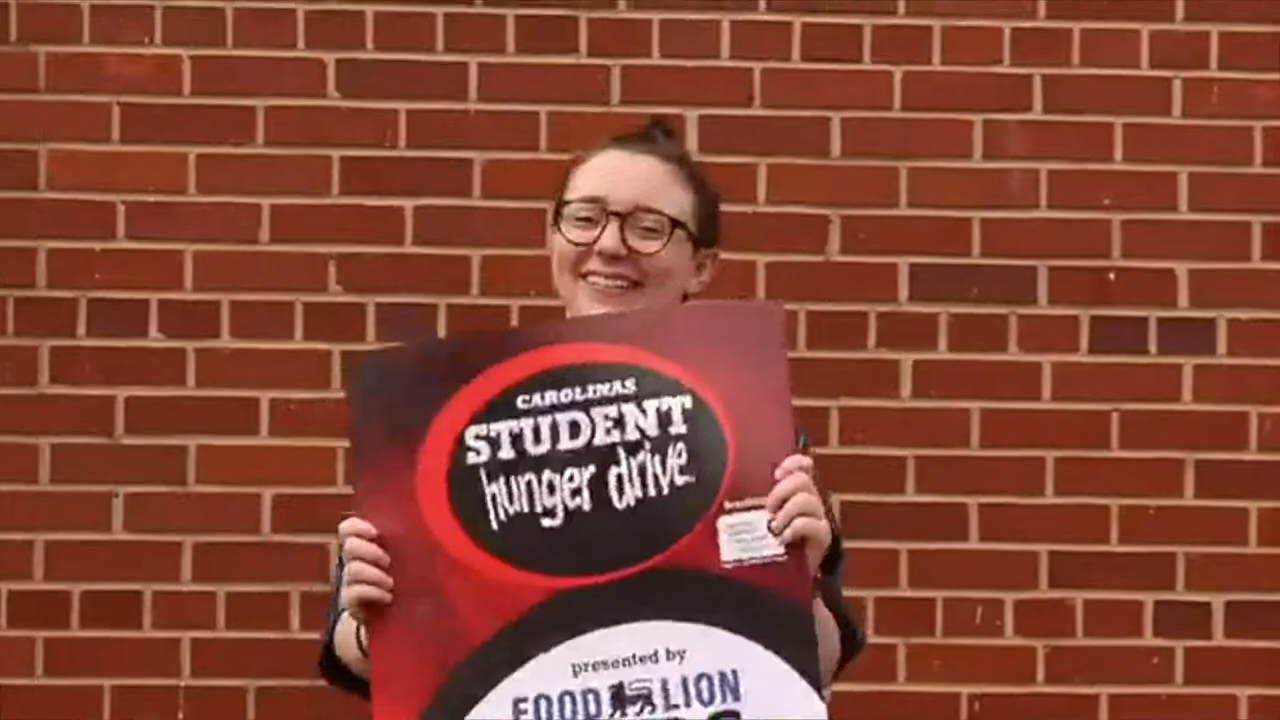 CAROLINAS
STUDENT
hunger drive
presented by
FOOD LION